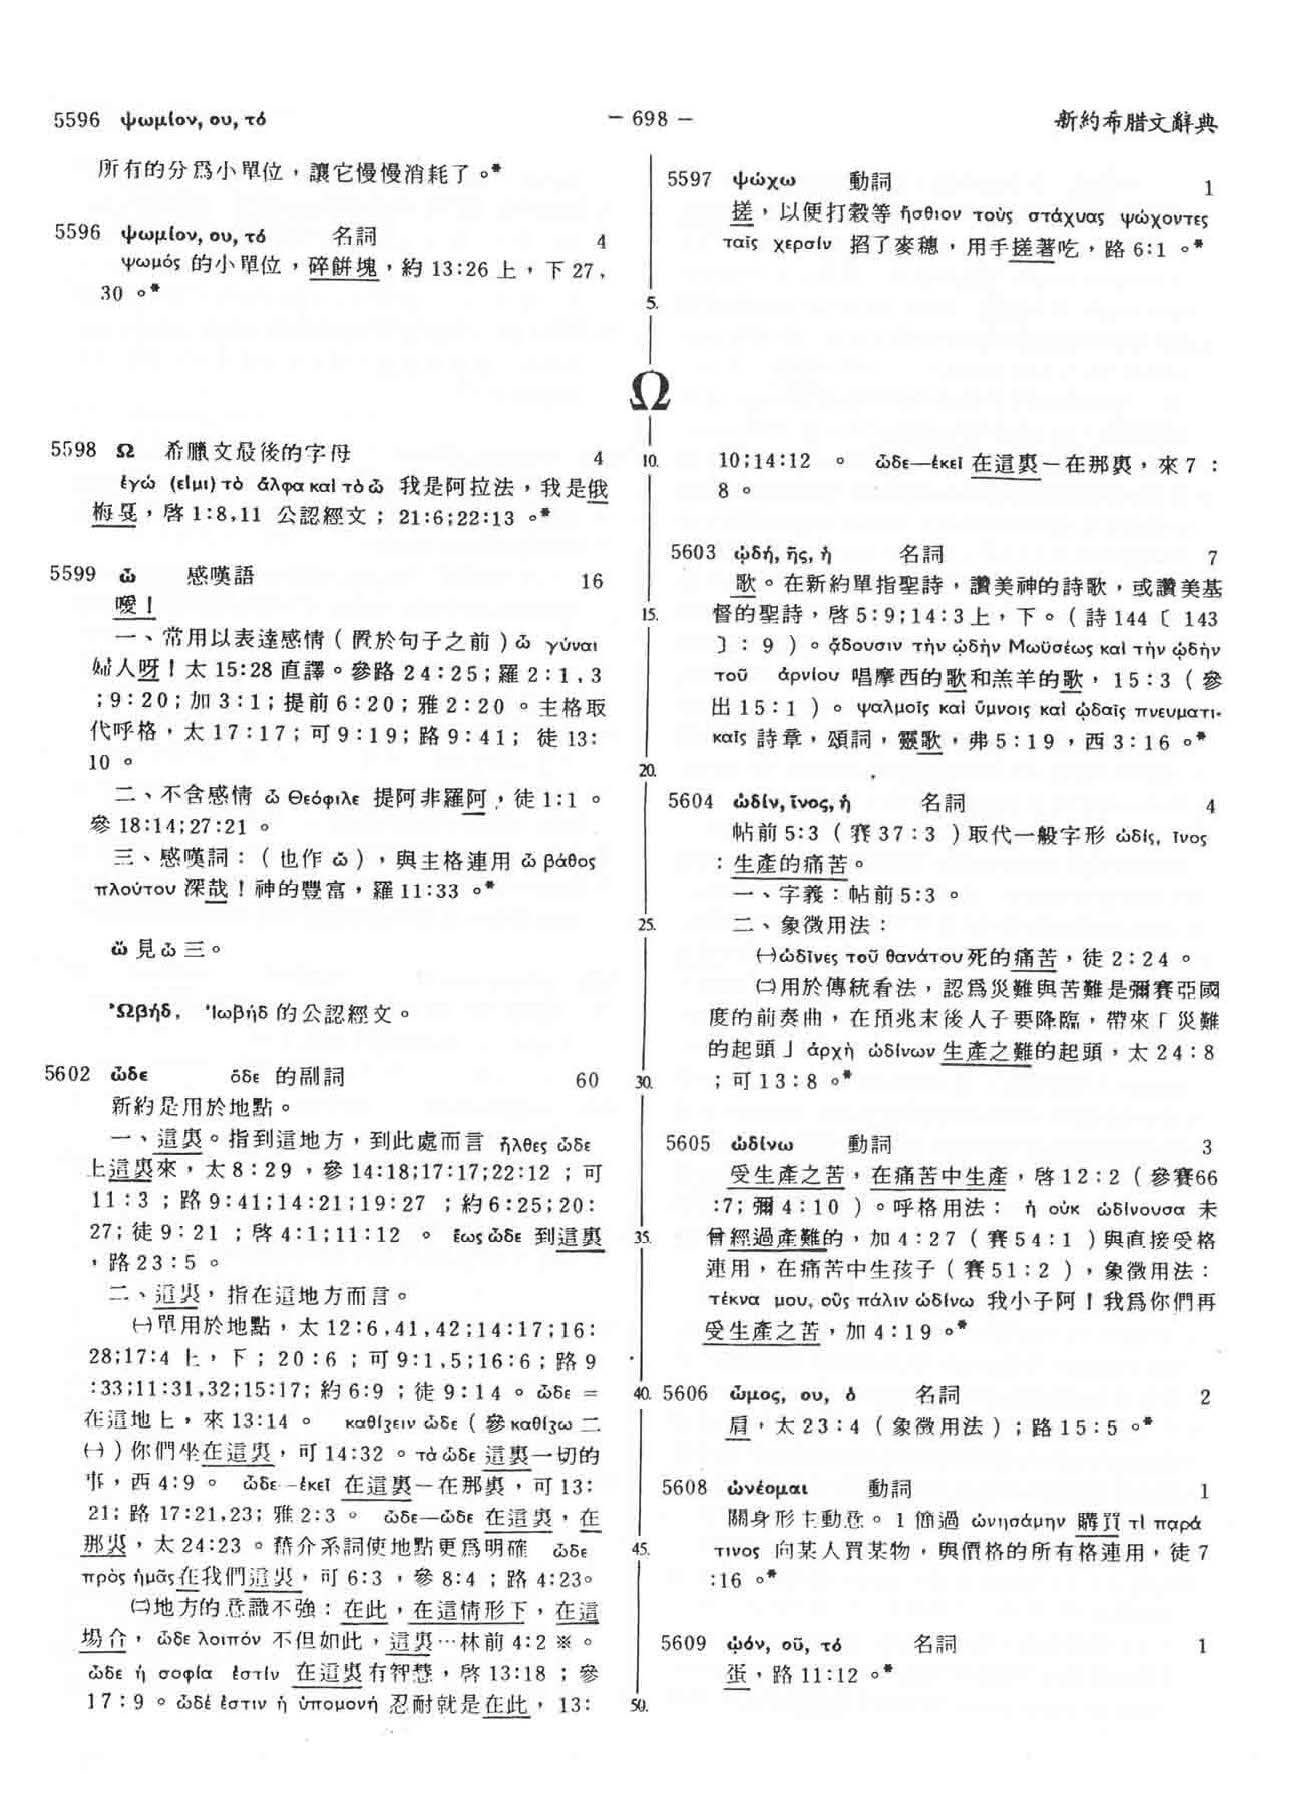 5596 ψωμίον, ου, τό
– 698 –
新約希腊文辭典
所有的分爲小單位，讓它慢慢消耗了。*
5596 ψωμίον, ου, τό 名詞 4
ψωμός 的小單位，碎餅塊，約 13:26 上，下 27,
30 。*
5597 ψώχω 動詞 1
搓，以便打穀等 ἤσθιον τοὺς στάχυας ψώχοντες
ταῖς χερσίν 招了麥穗，用手搓著吃，路 6:1 。*
5.
Ω
5598 Ω 希臘文最後的字母 4
ἐγώ (εἰμι) τὸ ἄλφα καὶ τὸ ὦ 我是阿拉法，我是俄
梅戛，啓 1:8,11 公認經文；21:6;22:13 。*
5599 ὦ 感嘆語 16
噯！
一、常用以表達感情（置於句子之前）ὦ γύναι
婦人呀！太 15:28 直譯。參路 24:25；羅 2:1,3
;9:20；加 3:1；提前 6:20；雅 2:20 。主格取
代呼格，太 17:17；可 9:19；路 9:41；徒 13:
10 。
二、不含感情 ὦ Θεόφιλε 提阿非羅阿，徒 1:1 。
參 18:14;27:21 。
三、感嘆詞：（也作 ὤ），與主格連用 ὦ βάθος
πλούτου 深哉！神的豐富，羅 11:33 。*
ὤ 見 ὦ 三。
Ὠβήδ, Ἰωβήδ 的公認經文。
5602 ὧδε ὅδε 的副詞 60
新約是用於地點。
一、這裏。指到這地方，到此處而言 ἦλθες ὧδε
上這裏來，太 8:29 ，參 14:18;17:17;22:12 ；可
11:3 ；路 9:41;14:21;19:27 ；約 6:25;20:
27；徒 9:21 ；啓 4:1;11:12 。 ἕως ὧδε 到這裏
，路 23:5 。
二、這裏，指在這地方而言。
㈠單用於地點，太 12:6,41,42;14:17;16:
28;17:4 上，下；20:6 ；可 9:1,5;16:6；路 9
:33;11:31,32;15:17；約 6:9 ；徒 9:14 。ὧδε =
在這地上，來 13:14 。 καθίζειν ὧδε（參 καθίζω 二
㈠）你們坐在這裏，可 14:32 。τὰ ὧδε 這裏一切的
事，西 4:9 。 ὧδε—ἐκεῖ 在這裏－在那裏，可 13:
21；路 17:21,23；雅 2:3 。 ὧδε—ὧδε 在這裏，在
那裏，太 24:23 。藉介系詞使地點更爲明確 ὧδε
πρὸς ἡμᾶς 在我們這裏，可 6:3 ，參 8:4 ；路 4:23。
㈡地方的意識不強：在此，在這情形下，在這
場合，ὧδε λοιπόν 不但如此，這裏…林前 4:2 ※。
ὧδε ἡ σοφία ἐστίν 在這裏有智慧，啓 13:18 ；參
17:9 。ὧδέ ἐστιν ἡ ὑπομονή 忍耐就是在此，13:
10.
15.
20.
25.
30.
35.
40.
45.
50.
10;14:12 。 ὧδε—ἐκεῖ 在這裏－在那裏，來 7 :
8 。
5603 ᾠδή, ῆς, ἡ 名詞 7
歌。在新約單指聖詩，讚美神的詩歌，或讚美基
督的聖詩，啓 5:9;14:3 上，下。（詩 144〔 143
〕: 9 ）。ᾄδουσιν τὴν ᾠδὴν Μωϋσέως καὶ τὴν ᾠδὴν
τοῦ ἀρνίου 唱摩西的歌和羔羊的歌，15:3（參
出 15:1 ）。ψαλμοῖς καὶ ὕμνοις καὶ ᾠδαῖς πνευματι-
καῖς 詩章，頌詞，靈歌，弗 5:19 ，西 3:16 。*
5604 ὠδίν, ῖνος, ἡ 名詞 4
帖前 5:3（賽 37:3 ）取代一般字形 ὠδίς, ῖνος
：生產的痛苦。
一、字義：帖前 5:3 。
二、象徵用法：
㈠ὠδῖνες τοῦ θανάτου 死的痛苦，徒 2:24 。
㈡用於傳統看法，認爲災難與苦難是彌賽亞國
度的前奏曲，在預兆末後人子要降臨，帶來「災難
的起頭」ἀρχὴ ὠδίνων 生產之難的起頭，太 24:8
；可 13:8 。*
5605 ὠδίνω 動詞 3
受生產之苦，在痛苦中生產，啓 12:2（參賽66
:7；彌 4:10 ）。呼格用法： ἡ οὐκ ὠδίνουσα 未
曾經過產難的，加 4:27（賽 54:1 ）與直接受格
連用，在痛苦中生孩子（賽 51:2 ），象徵用法：
τέκνα μου, οὓς πάλιν ὠδίνω 我小子阿！我爲你們再
受生產之苦，加 4:19 。*
5606 ὦμος, ου, ὁ 名詞 2
肩，太 23:4（象徵用法）；路 15:5 。*
5608 ὠνέομαι 動詞 1
關身形主動意。1 簡過 ὠνησάμην 購買 τὶ παρά
τινος 向某人買某物，與價格的所有格連用，徒 7
:16 。*
5609 ᾠόν, οῦ, τό 名詞 1
蛋，路 11:12 。*